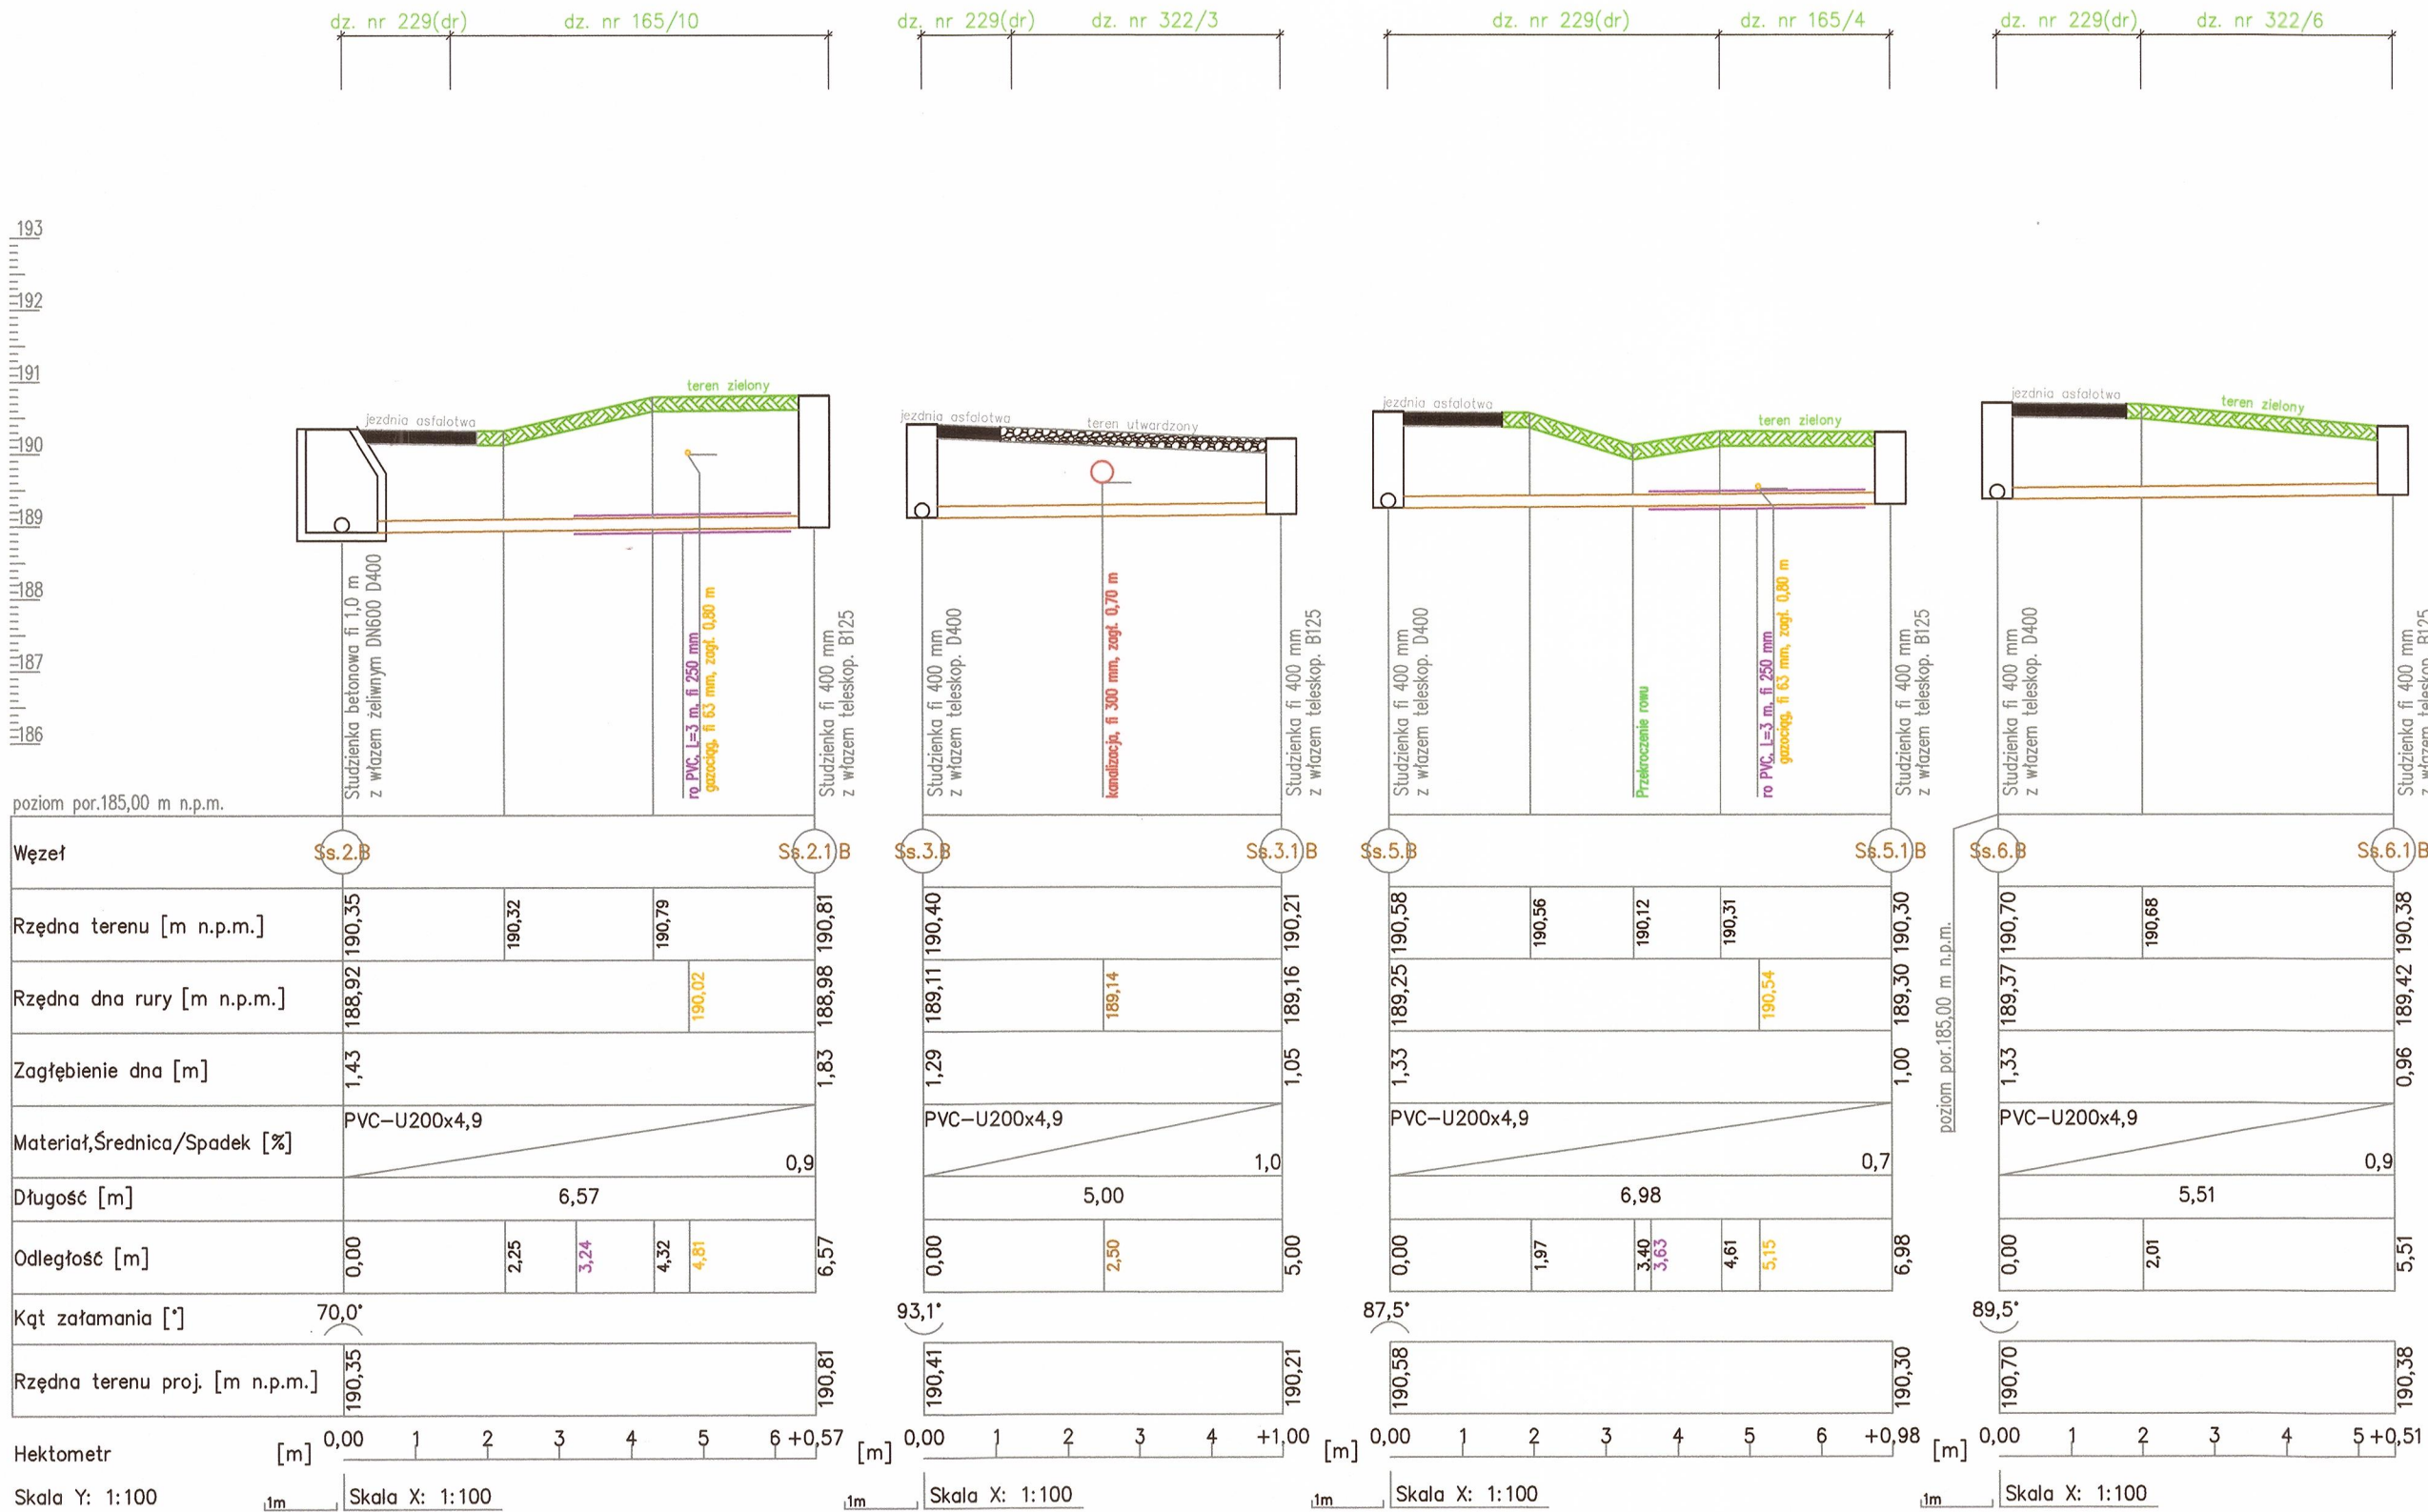 dz. nr 229(dr) dz. nr 165/10 dz. nr 229(dr) dz. nr 322/3 dz. nr 229(dr) dz. nr 165/4 dz. nr 229(dr) dz. nr 322/6
193
192
191
190
189
188
187
186
poziom por.185,00 m n.p.m.
jezdnia asfalotwa
teren zielony
Studzienka betonowa fi 1,0 m
z włazem żeliwnym DN600 D400
ro PVC, L=3 m, fi 250 mm
gazociąg, fi 63 mm, zagł. 0,80 m
Studzienka fi 400 mm
z włazem teleskop. B125
jezdnia asfalotwa
teren utwardzony
Studzienka fi 400 mm
z włazem teleskop. D400
kanalizacja, fi 300 mm, zagł. 0,70 m
Studzienka fi 400 mm
z włazem teleskop. B125
jezdnia asfalotwa
teren zielony
Studzienka fi 400 mm
z włazem teleskop. D400
Przekroczenie rowu
ro PVC, L=3 m, fi 250 mm
gazociąg, fi 63 mm, zagł. 0,80 m
Studzienka fi 400 mm
z włazem teleskop. B125
jezdnia asfalotwa
teren zielony
Studzienka fi 400 mm
z włazem teleskop. D400
Studzienka fi 400 mm
z włazem teleskop. B125
poziom por.185,00 m n.p.m.
Węzeł Ss.2.B Ss.2.1B Ss.3.B Ss.3.1B Ss.5.B Ss.5.1B Ss.6.B Ss.6.1B
Rzędna terenu [m n.p.m.] 190,35 190,32 190,79 190,81 190,40 190,21 190,58 190,56 190,12 190,31 190,30 190,70 190,68 190,38
Rzędna dna rury [m n.p.m.] 188,92 190,02 188,98 189,11 189,14 189,16 189,25 190,54 189,30 189,37 189,42
Zagłębienie dna [m] 1,43 1,83 1,29 1,05 1,33 1,00 1,33 0,96
Materiał,Średnica/Spadek [%] PVC-U200x4,9 0,9 PVC-U200x4,9 1,0 PVC-U200x4,9 0,7 PVC-U200x4,9 0,9
Długość [m] 6,57 5,00 6,98 5,51
Odległość [m] 0,00 2,25 3,24 4,32 4,81 6,57 0,00 2,50 5,00 0,00 1,97 3,40 3,63 4,61 5,15 6,98 0,00 2,01 5,51
Kąt załamania [°] 70,0° 93,1° 87,5° 89,5°
Rzędna terenu proj. [m n.p.m.] 190,35 190,81 190,41 190,21 190,58 190,30 190,70 190,38
Hektometr [m] 0,00 1 2 3 4 5 6 +0,57 [m] 0,00 1 2 3 4 +1,00 [m] 0,00 1 2 3 4 5 6 +0,98 [m] 0,00 1 2 3 4 5 +0,51
Skala Y: 1:100 1m Skala X: 1:100 1m Skala X: 1:100 1m Skala X: 1:100 1m Skala X: 1:100